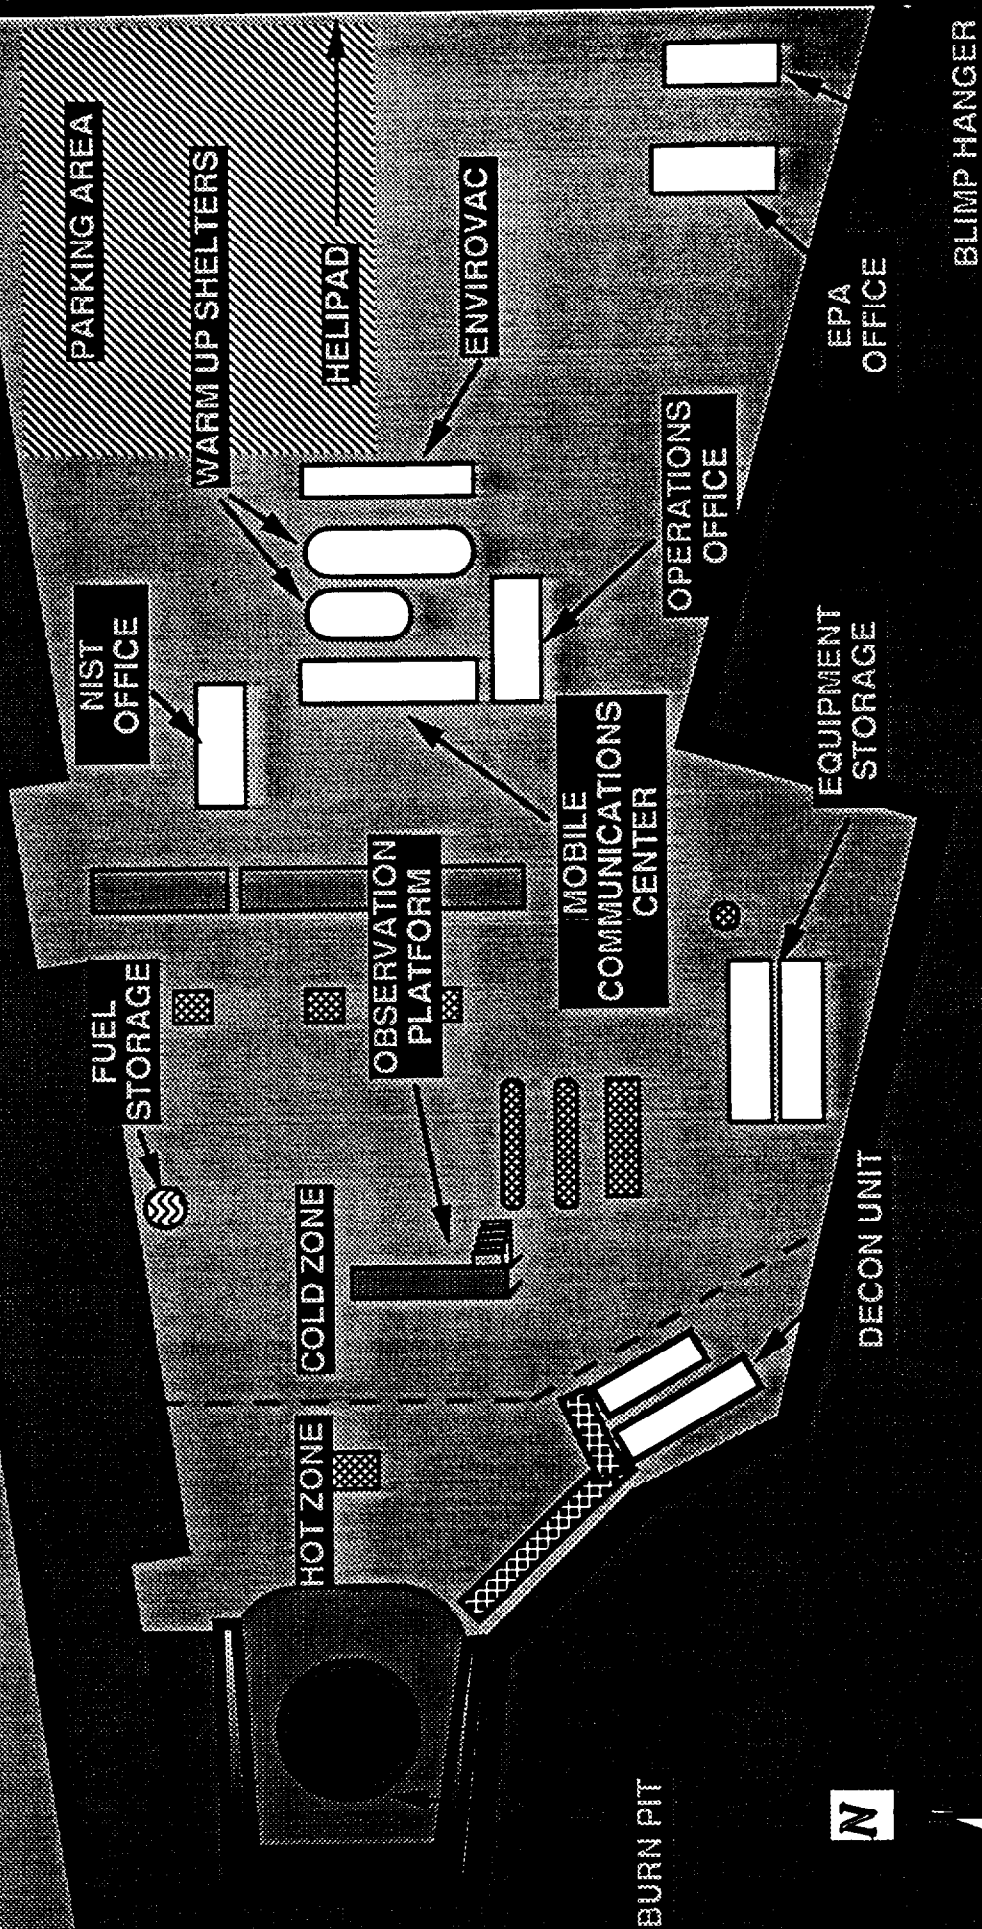 PARKING AREA
WARM UP SHELTERS
HELIPAD
ENVIROVAC
BLIMP HANGER
EPA
OFFICE
OPERATIONS
OFFICE
NIST
OFFICE
EQUIPMENT
STORAGE
MOBILE
COMMUNICATIONS
CENTER
OBSERVATION
PLATFORM
FUEL
STORAGE
COLD ZONE
DECON UNIT
HOT ZONE
BURN PIT
N